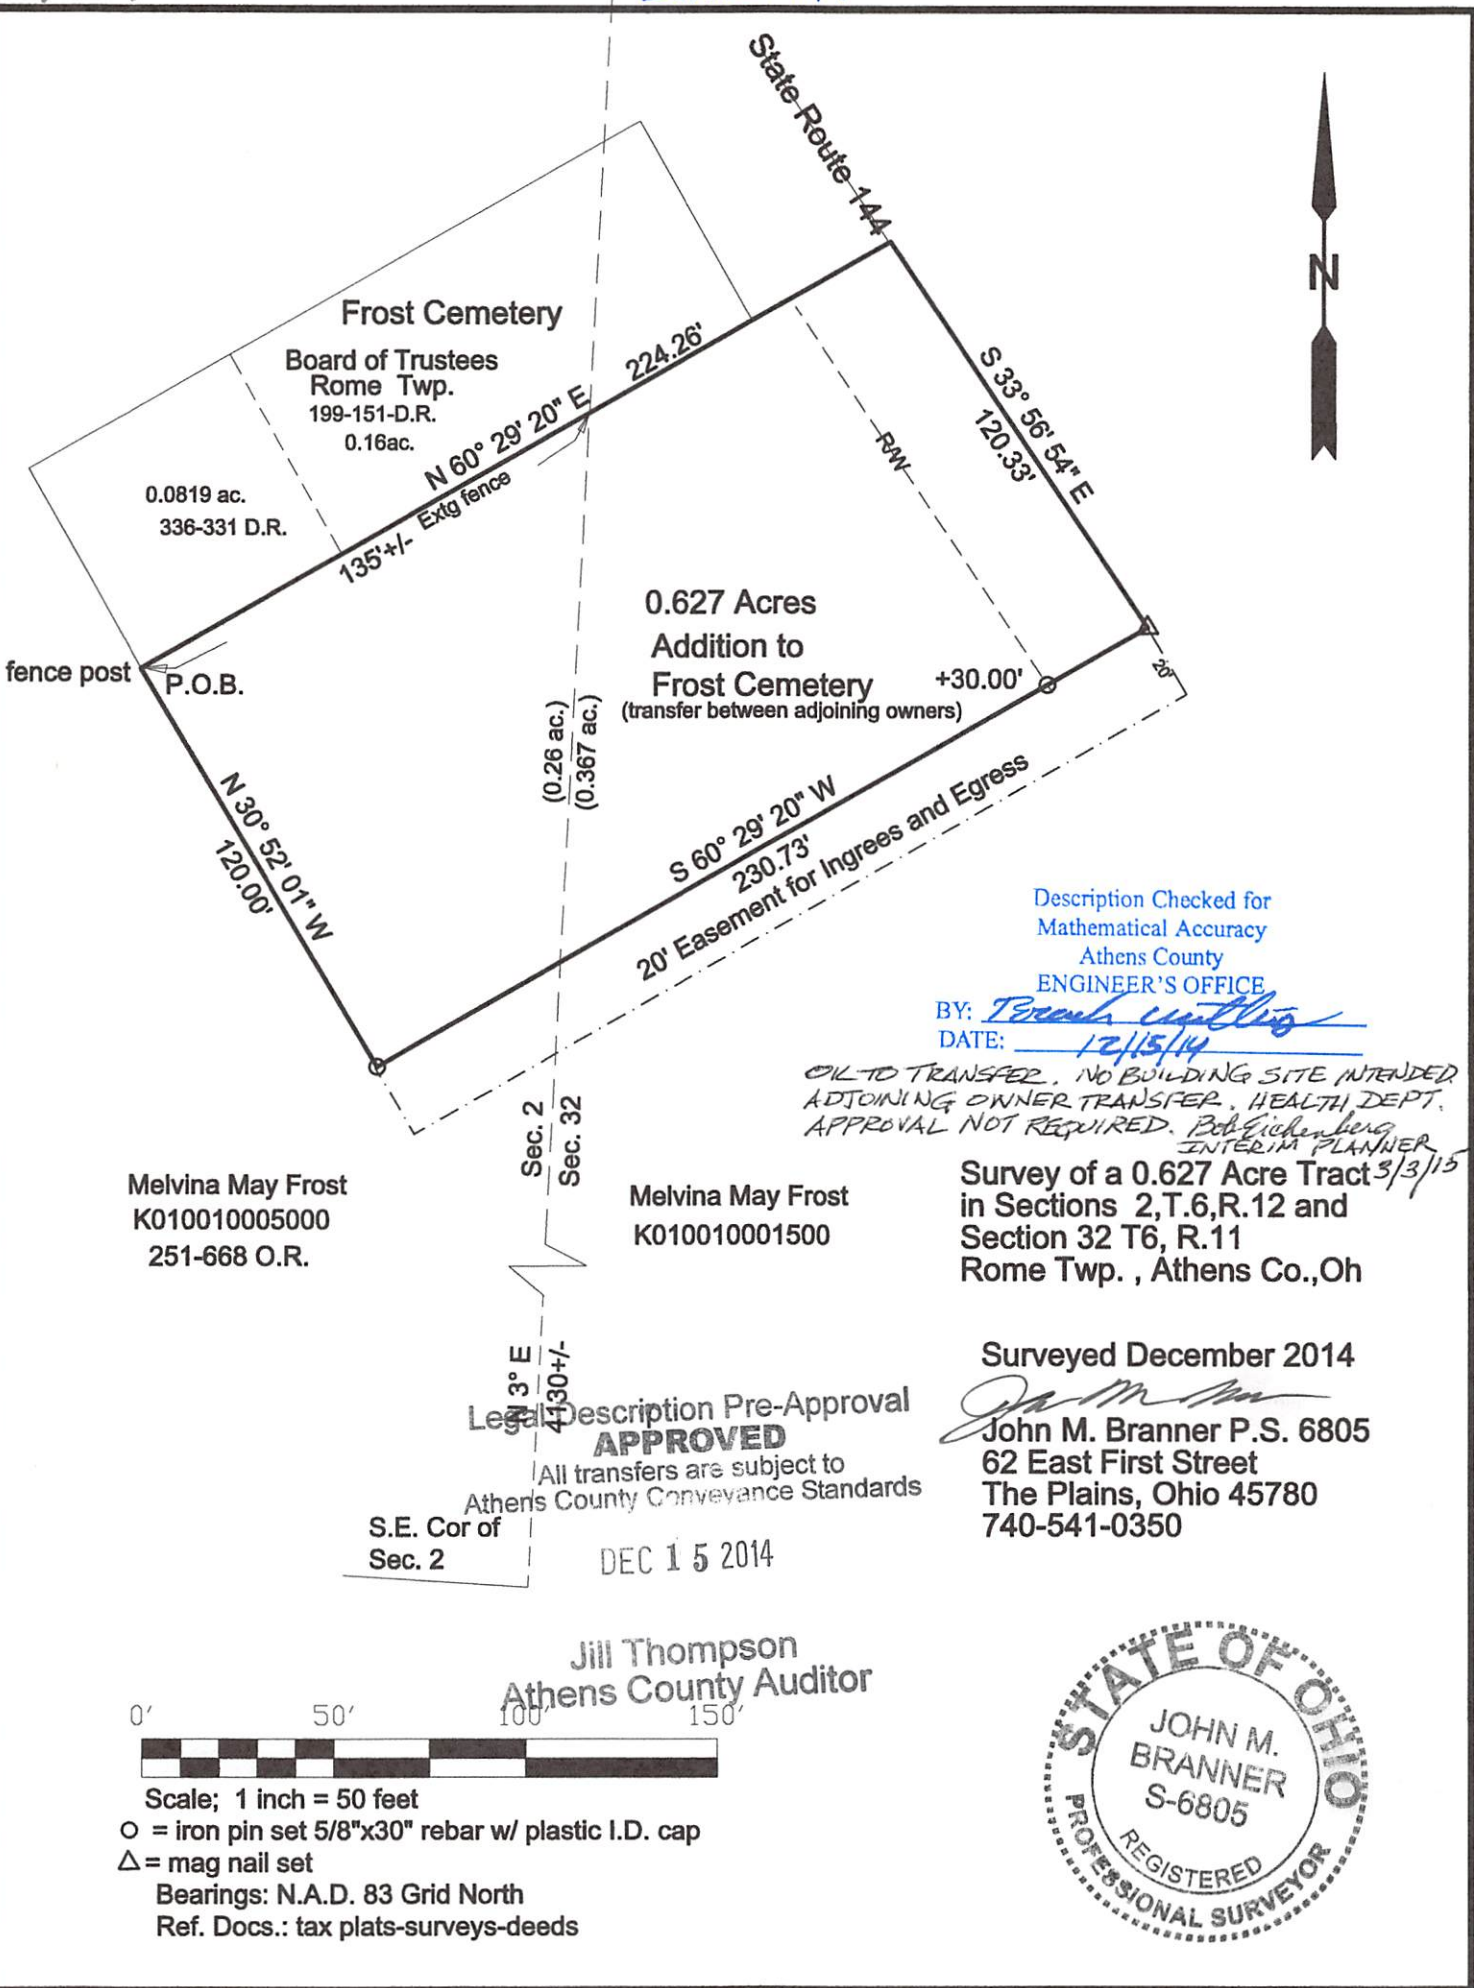 State Route 144
N
Frost Cemetery
Board of Trustees
Rome Twp.
199-151-D.R.
0.16ac.
0.0819 ac.
336-331 D.R.
N 60° 29' 20" E
224.26'
135'+/-
Extg fence
S 33° 56' 54" E
120.33'
R/W
fence post
P.O.B.
0.627 Acres
Addition to
Frost Cemetery
(transfer between adjoining owners)
+30.00'
20'
(0.26 ac.)
(0.367 ac.)
N 30° 52' 01" W
120.00'
S 60° 29' 20" W
230.73'
20' Easement for Ingrees and Egress
Description Checked for
Mathematical Accuracy
Athens County
ENGINEER'S OFFICE
BY:
DATE: 12/15/14
OK TO TRANSFER. NO BUILDING SITE INTENDED.
ADJOINING OWNER TRANSFER. HEALTH DEPT.
APPROVAL NOT REQUIRED. Bob Eichenberg
INTERIM PLANNER
3/3/15
Sec. 2
Sec. 32
Melvina May Frost
K010010005000
251-668 O.R.
Melvina May Frost
K010010001500
Survey of a 0.627 Acre Tract
in Sections 2,T.6,R.12 and
Section 32 T6, R.11
Rome Twp. , Athens Co.,Oh
N 3° E
4130+/-
Surveyed December 2014
John M. Branner P.S. 6805
62 East First Street
The Plains, Ohio 45780
740-541-0350
Legal Description Pre-Approval
APPROVED
All transfers are subject to
Athens County Conveyance Standards
S.E. Cor of
Sec. 2
DEC 15 2014
Jill Thompson
Athens County Auditor
0' 50' 100' 150'
Scale; 1 inch = 50 feet
= iron pin set 5/8"x30" rebar w/ plastic I.D. cap
= mag nail set
Bearings: N.A.D. 83 Grid North
Ref. Docs.: tax plats-surveys-deeds
STATE OF OHIO
JOHN M.
BRANNER
S-6805
REGISTERED
PROFESSIONAL SURVEYOR